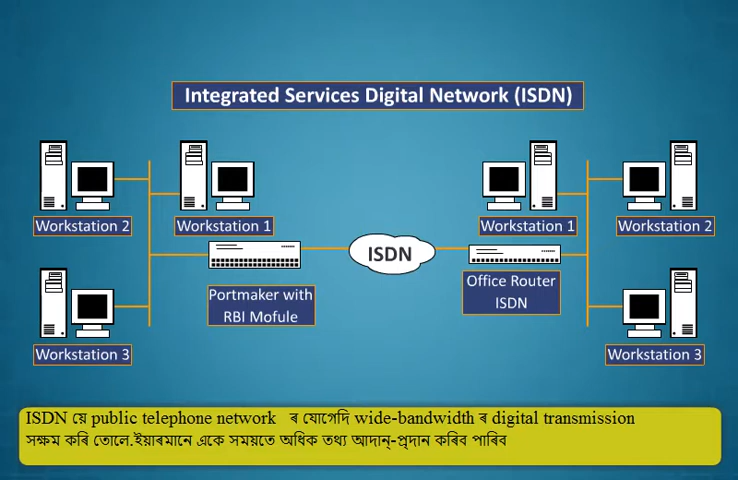 Integrated Services Digital Network (ISDN)
Workstation 2
Workstation 1
Workstation 1
Workstation 2
ISDN
Portmaker with
RBI Mofule
Office Router
ISDN
Workstation 3
Workstation 3
ISDN য়ে public telephone network ৰ যোগেদি wide-bandwidth ৰ digital transmission
সক্ষম কৰি তোলে.ইয়াৰমানে একে সময়তে অধিক তথ্য আদান্-প্ৰদান কৰিব পাৰিব